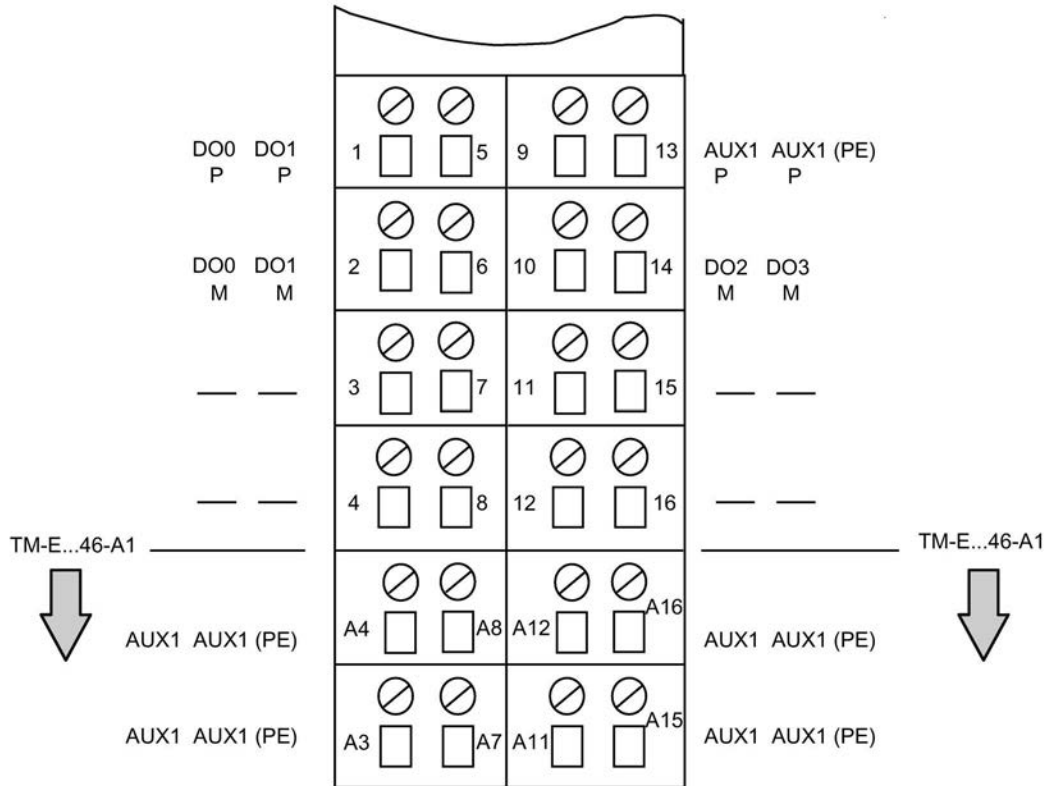 DO0 DO1 1 5 9 13 AUX1 AUX1 (PE)
P P P P
DO0 DO1 2 6 10 14 DO2 DO3
M M M M
— — 3 7 11 15 — —
— — 4 8 12 16 — —
TM-E...46-A1 TM-E...46-A1
AUX1 AUX1 (PE) A4 A8 A12 A16 AUX1 AUX1 (PE)
AUX1 AUX1 (PE) A3 A7 A11 A15 AUX1 AUX1 (PE)